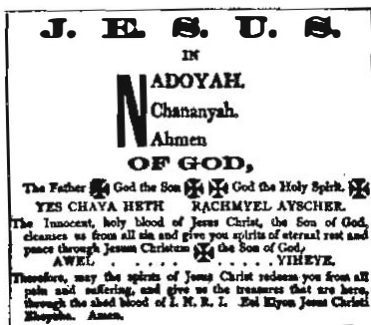 J. E. S. U. S.
IN
NADOYAH.
Chananyah.
Ahmen
OF GOD,
The Father ✠ God the Son ✠ ✠ God the Holy Spirit. ✠
YES CHAYA HETH RACHMYEL AYSCHER.
The Innocent, holy blood of Jesus Christ, the Son of God,
cleanses us from all sin and give you spirits of eternal rest and
peace through Jesum Christum ✠ the Son of God,
AWEL . . . . . . . . . . YIHEYE.
Therefore, may the spirits of Jesus Christ redeem you from all
pain and suffering, and give us the treasures that are here,
through the shed blood of I. N. R. I. Eel Elyon Jesus Christi
Amen.